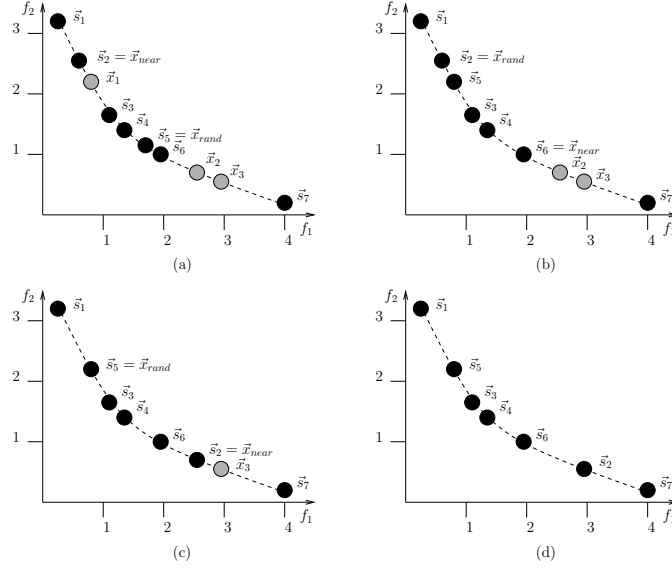 f₂
3
2
1
s⃗₁
s⃗₂ = x⃗near
x⃗₁
s⃗₃
s⃗₄
s⃗₅ = x⃗rand
s⃗₆
x⃗₂
x⃗₃
s⃗₇
1 2 3 4 f₁
(a)
f₂
3
2
1
s⃗₁
s⃗₂ = x⃗rand
s⃗₅
s⃗₃
s⃗₄
s⃗₆ = x⃗near
x⃗₂
x⃗₃
s⃗₇
1 2 3 4 f₁
(b)
f₂
3
2
1
s⃗₁
s⃗₅ = x⃗rand
s⃗₃
s⃗₄
s⃗₆
s⃗₂ = x⃗near
x⃗₃
s⃗₇
1 2 3 4 f₁
(c)
f₂
3
2
1
s⃗₁
s⃗₅
s⃗₃
s⃗₄
s⃗₆
s⃗₂
s⃗₇
1 2 3 4 f₁
(d)